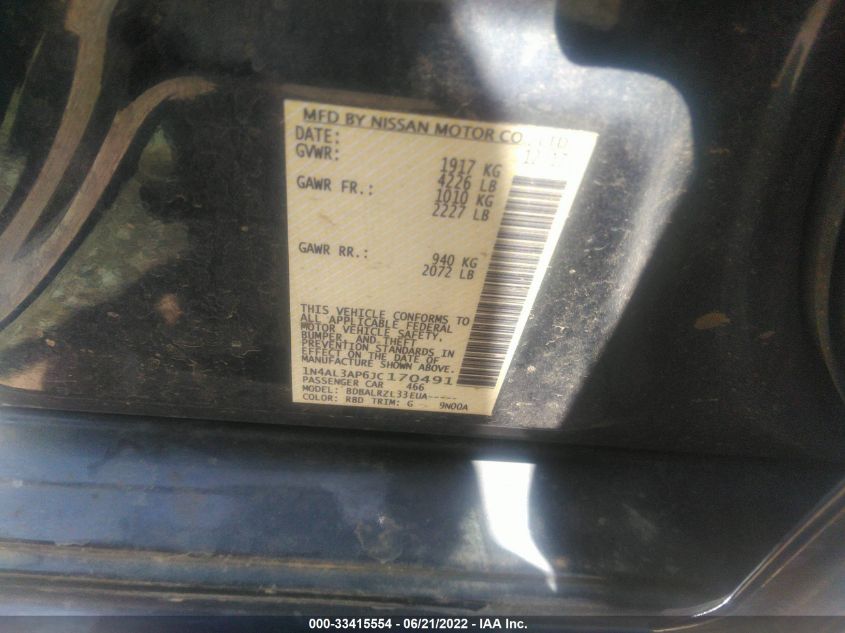 MFD BY NISSAN MOTOR CO., LTD.
DATE: 12/17
GVWR: 1917 KG
4226 LB
GAWR FR.: 1010 KG
2227 LB
GAWR RR.: 940 KG
2072 LB
THIS VEHICLE CONFORMS TO
ALL APPLICABLE FEDERAL
MOTOR VEHICLE SAFETY,
BUMPER, AND THEFT
PREVENTION STANDARDS IN
EFFECT ON THE DATE OF
MANUFACTURE SHOWN ABOVE.
1N4AL3AP6JC170491
PASSENGER CAR 466
MODEL: BDBALRZL33EUA-----
COLOR: RBD TRIM: G 9N00A
000-33415554 - 06/21/2022 - IAA Inc.